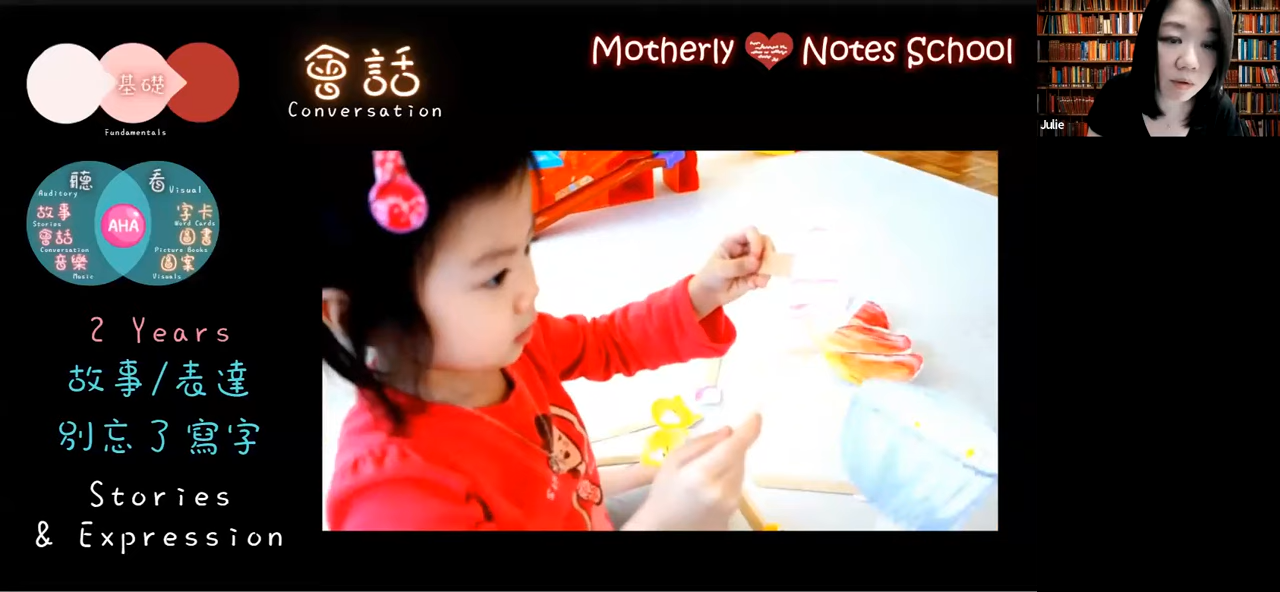 基礎
Fundamentals
會話
Conversation
Motherly Notes School
Julie
聽
Auditory
看
Visual
故事
Stories
字卡
Word Cards
AHA
會話
Conversation
圖書
Picture Books
音樂
Music
圖案
Visuals
2 Years
故事/表達
別忘了寫字
Stories
& Expression